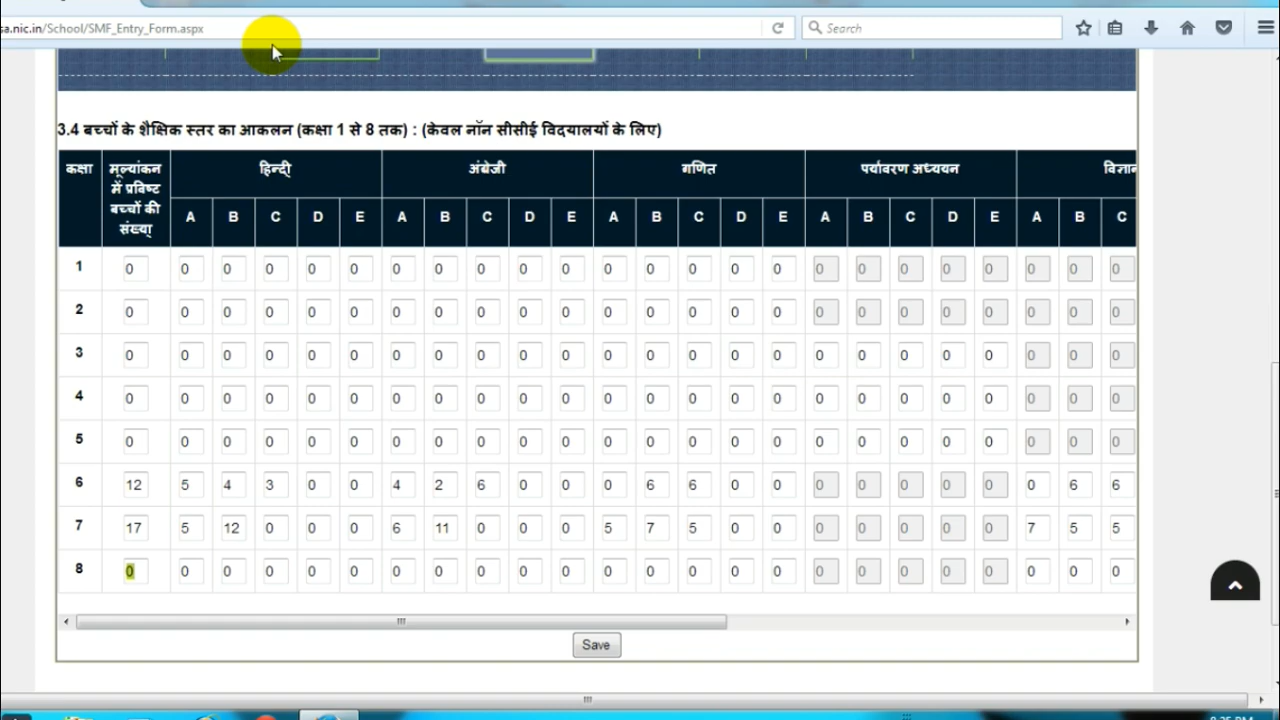 sa.nic.in/School/SMF_Entry_Form.aspx Search
3.4 बच्चों के शैक्षिक स्तर का आकलन (कक्षा 1 से 8 तक) : (केवल नॉन सीसीई विदयालयों के लिए)
कक्षा मूल्यांकन में प्रविष्ट बच्चों की संख्या् हिन्दी् अंग्रेजी गणित पर्यावरण अध्ययन
A B C D E A B C D E A B C D E A B C D E A B C
1 0 0 0 0 0 0 0 0 0 0 0 0 0 0 0 0 0 0 0 0 0 0 0 0
2 0 0 0 0 0 0 0 0 0 0 0 0 0 0 0 0 0 0 0 0 0 0 0 0
3 0 0 0 0 0 0 0 0 0 0 0 0 0 0 0 0 0 0 0 0 0 0 0 0
4 0 0 0 0 0 0 0 0 0 0 0 0 0 0 0 0 0 0 0 0 0 0 0 0
5 0 0 0 0 0 0 0 0 0 0 0 0 0 0 0 0 0 0 0 0 0 0 0 0
6 12 5 4 3 0 0 4 2 6 0 0 0 6 6 0 0 0 0 0 0 0 0 6 6
7 17 5 12 0 0 0 6 11 0 0 0 5 7 5 0 0 0 0 0 0 0 7 5 5
8 0 0 0 0 0 0 0 0 0 0 0 0 0 0 0 0 0 0 0 0 0 0 0 0
Save